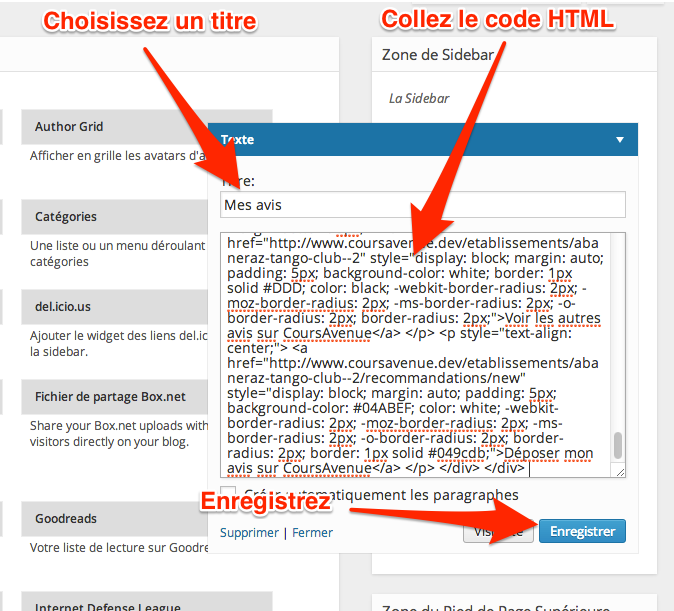 Choisissez un titre
Collez le code HTML
Zone de Sidebar
La Sidebar
Author Grid
Afficher en grille les avatars d'a
Catégories
Une liste ou un menu déroulant
catégories
del.icio.us
Ajouter le widget des liens del.ic
la sidebar.
Fichier de partage Box.net
Share your Box.net uploads with
visitors directly on your blog.
Goodreads
Votre liste de lecture sur Goodre
Internet Defense League
Texte
Titre:
Mes avis
href="http://www.coursavenue.dev/etablissements/aba
neraz-tango-club--2" style="display: block; margin: auto;
padding: 5px; background-color: white; border: 1px
solid #DDD; color: black; -webkit-border-radius: 2px; -
moz-border-radius: 2px; -ms-border-radius: 2px; -o-
border-radius: 2px; border-radius: 2px;">Voir les autres
avis sur CoursAvenue</a> </p> <p style="text-align:
center;"> <a
href="http://www.coursavenue.dev/etablissements/aba
neraz-tango-club--2/recommandations/new"
style="display: block; margin: auto; padding: 5px;
background-color: #04ABEF; color: white; -webkit-
border-radius: 2px; -moz-border-radius: 2px; -ms-
border-radius: 2px; -o-border-radius: 2px; border-
radius: 2px; border: 1px solid #049cdb;">Déposer mon
avis sur CoursAvenue</a> </p> </div> </div>
Créer automatiquement les paragraphes
Enregistrez
Supprimer | Fermer
Enregistrer
Zone du Pied de Page Supérieure